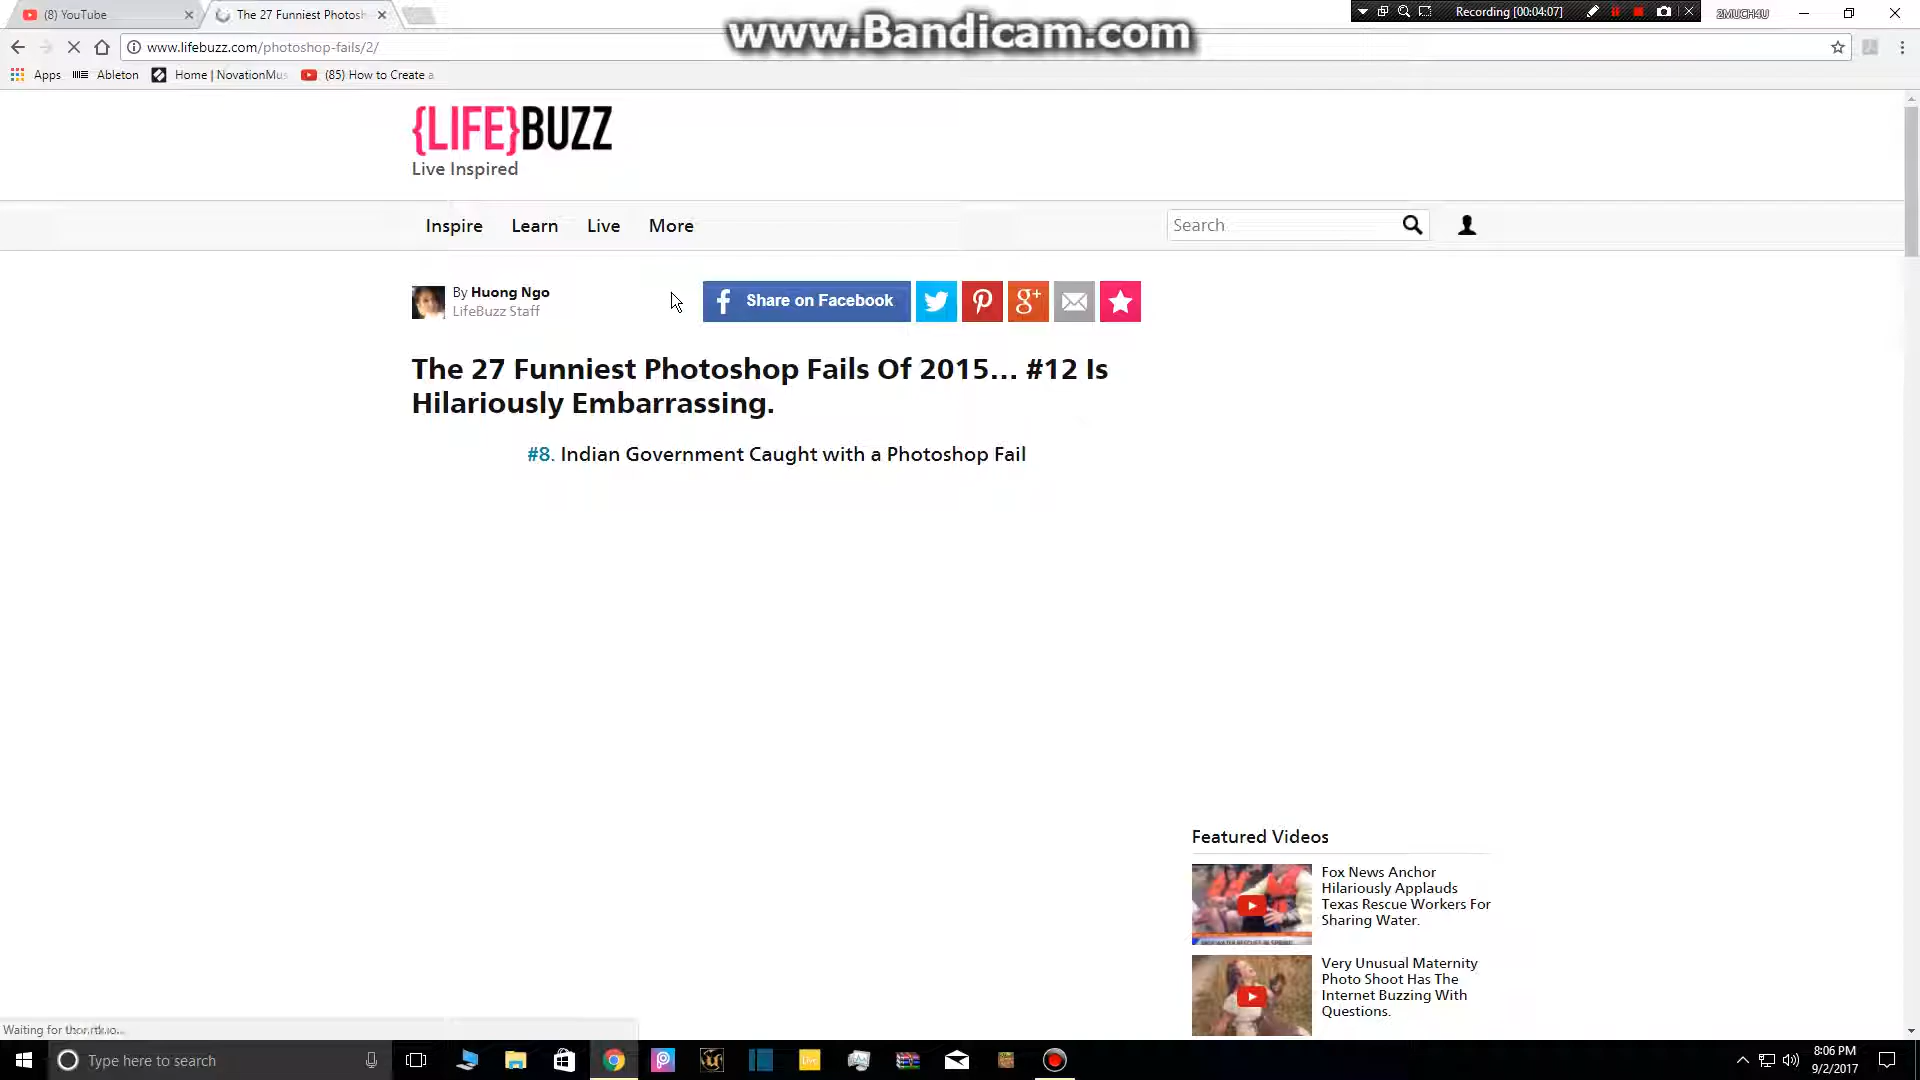 (8) YouTube
The 27 Funniest Photosh
www.Bandicam.com
Recording [00:04:07]
2MUCH4U
www.lifebuzz.com/photoshop-fails/2/
Apps
Ableton
Home | NovationMus
(85) How to Create a
{LIFE}BUZZ
Live Inspired
Inspire
Learn
Live
More
Search
By Huong Ngo
LifeBuzz Staff
Share on Facebook
The 27 Funniest Photoshop Fails Of 2015... #12 Is
Hilariously Embarrassing.
#8. Indian Government Caught with a Photoshop Fail
Featured Videos
Fox News Anchor
Hilariously Applauds
Texas Rescue Workers For
Sharing Water.
Very Unusual Maternity
Photo Shoot Has The
Internet Buzzing With
Questions.
Waiting for
Type here to search
8:06 PM
9/2/2017